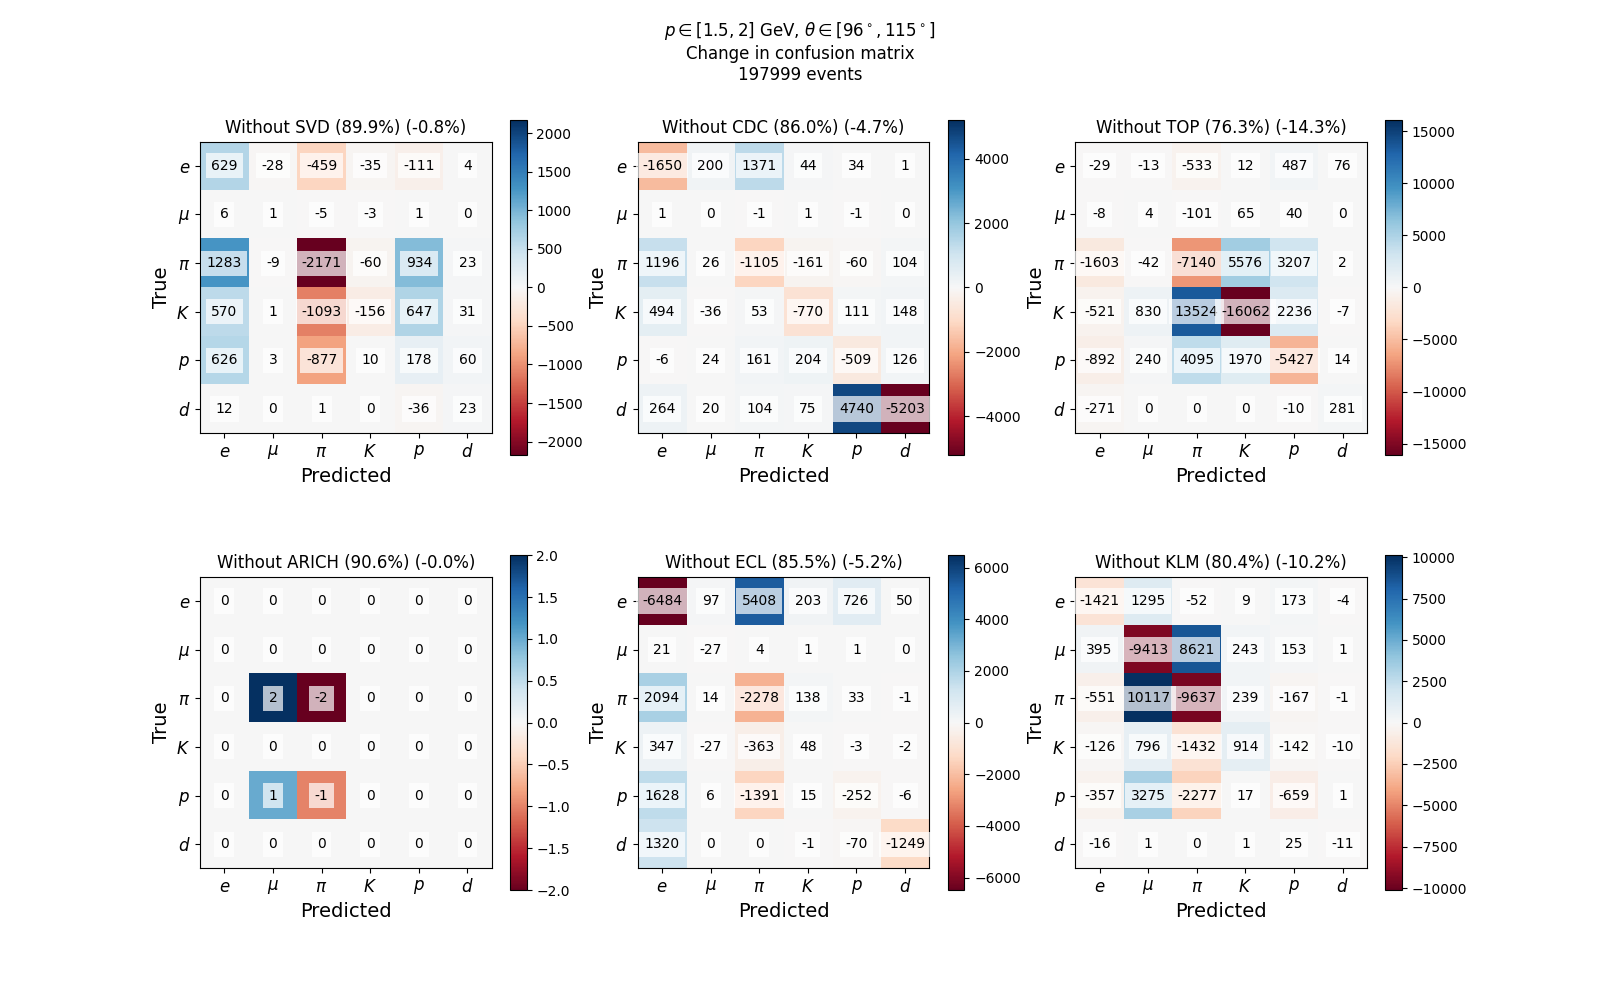 p ∈ [1.5, 2] GeV, θ ∈ [96°, 115°]
Change in confusion matrix
197999 events
Without SVD (89.9%) (-0.8%)
e 629 -28 -459 -35 -111 4
μ 6 1 -5 -3 1 0
π 1283 -9 -2171 -60 934 23
K 570 1 -1093 -156 647 31
p 626 3 -877 10 178 60
d 12 0 1 0 -36 23
e μ π K p d
Predicted
True
2000
1500
1000
500
0
−500
−1000
−1500
−2000
Without CDC (86.0%) (-4.7%)
e -1650 200 1371 44 34 1
μ 1 0 -1 1 -1 0
π 1196 26 -1105 -161 -60 104
K 494 -36 53 -770 111 148
p -6 24 161 204 -509 126
d 264 20 104 75 4740 -5203
e μ π K p d
Predicted
True
4000
2000
0
−2000
−4000
Without TOP (76.3%) (-14.3%)
e -29 -13 -533 12 487 76
μ -8 4 -101 65 40 0
π -1603 -42 -7140 5576 3207 2
K -521 830 13524 -16062 2236 -7
p -892 240 4095 1970 -5427 14
d -271 0 0 0 -10 281
e μ π K p d
Predicted
True
15000
10000
5000
0
−5000
−10000
−15000
Without ARICH (90.6%) (-0.0%)
e 0 0 0 0 0 0
μ 0 0 0 0 0 0
π 0 2 -2 0 0 0
K 0 0 0 0 0 0
p 0 1 -1 0 0 0
d 0 0 0 0 0 0
e μ π K p d
Predicted
True
2.0
1.5
1.0
0.5
0.0
−0.5
−1.0
−1.5
−2.0
Without ECL (85.5%) (-5.2%)
e -6484 97 5408 203 726 50
μ 21 -27 4 1 1 0
π 2094 14 -2278 138 33 -1
K 347 -27 -363 48 -3 -2
p 1628 6 -1391 15 -252 -6
d 1320 0 0 -1 -70 -1249
e μ π K p d
Predicted
True
6000
4000
2000
0
−2000
−4000
−6000
Without KLM (80.4%) (-10.2%)
e -1421 1295 -52 9 173 -4
μ 395 -9413 8621 243 153 1
π -551 10117 -9637 239 -167 -1
K -126 796 -1432 914 -142 -10
p -357 3275 -2277 17 -659 1
d -16 1 0 1 25 -11
e μ π K p d
Predicted
True
10000
7500
5000
2500
0
−2500
−5000
−7500
−10000